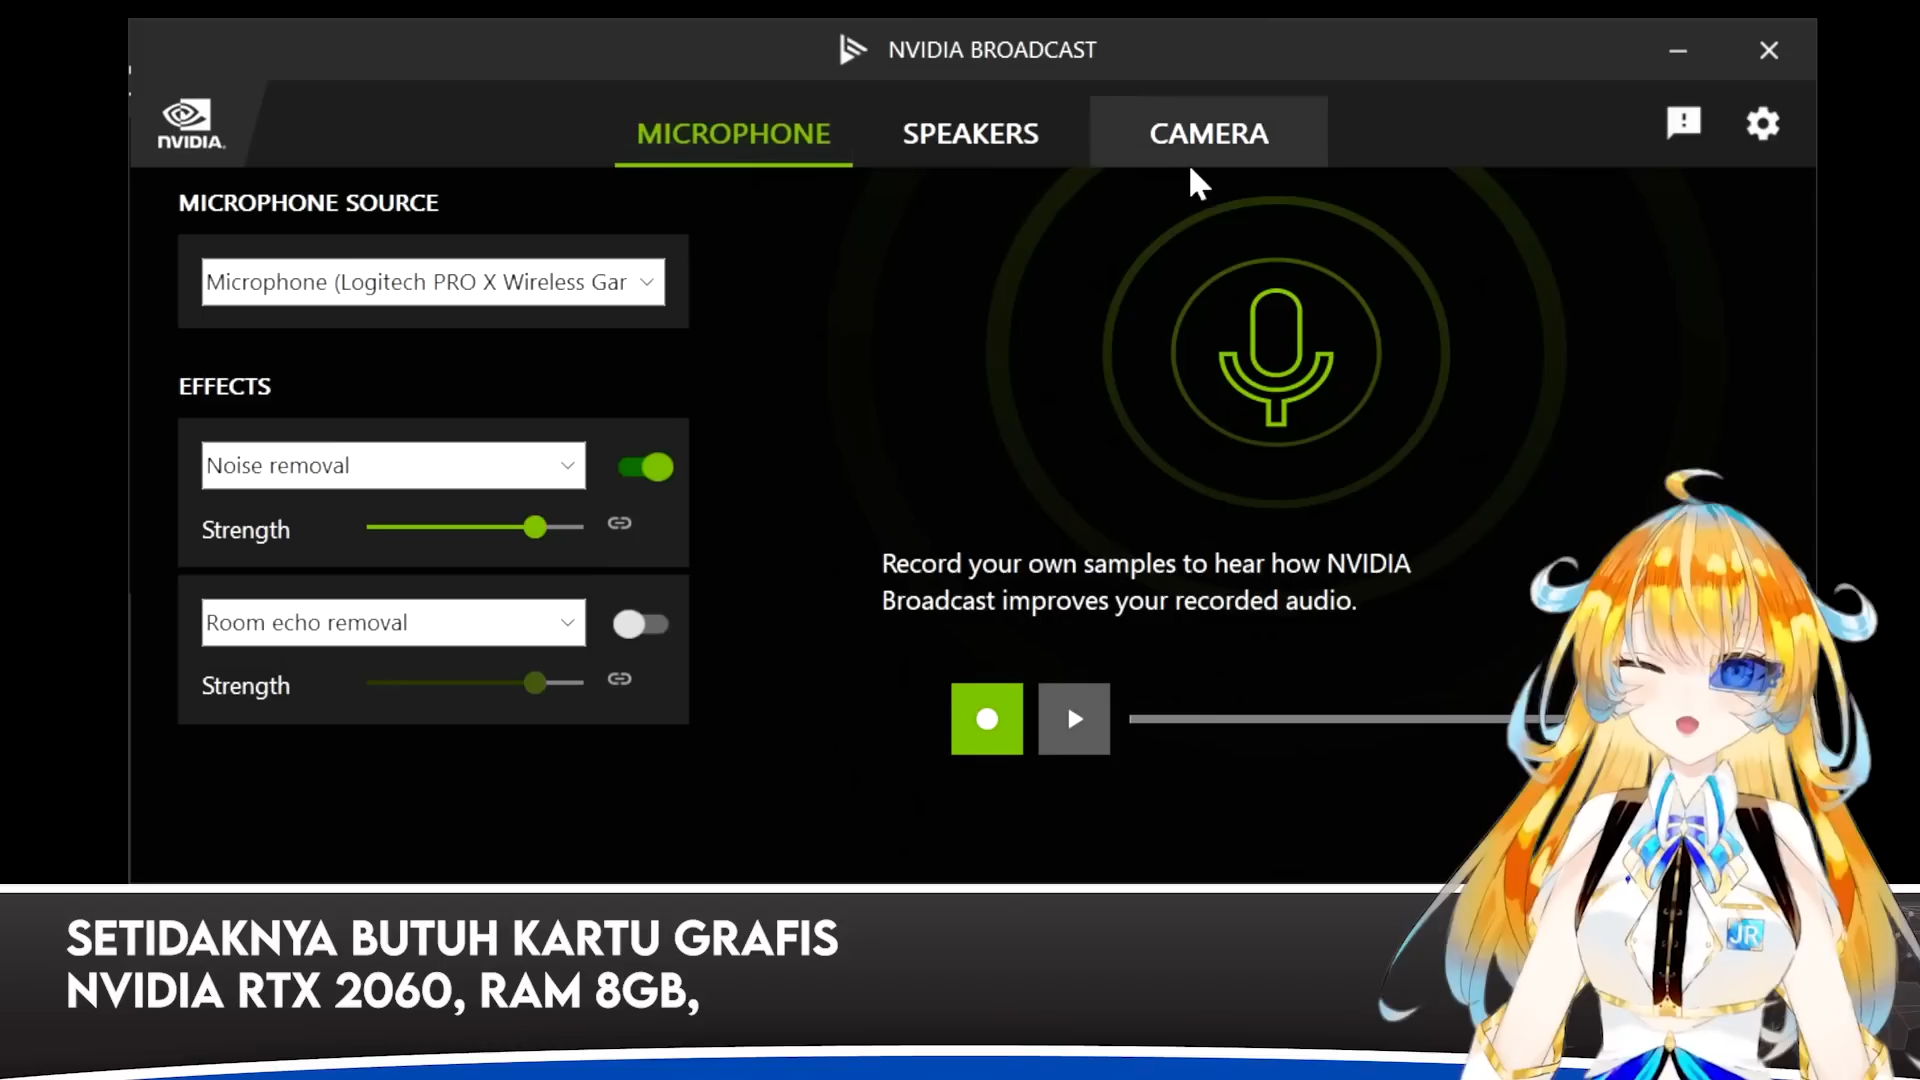 NVIDIA BROADCAST
NVIDIA.
MICROPHONE
SPEAKERS
CAMERA
MICROPHONE SOURCE
Microphone (Logitech PRO X Wireless Gar
EFFECTS
Noise removal
Strength
Room echo removal
Strength
Record your own samples to hear how NVIDIA
Broadcast improves your recorded audio.
JR
SETIDAKNYA BUTUH KARTU GRAFIS
NVIDIA RTX 2060, RAM 8GB,